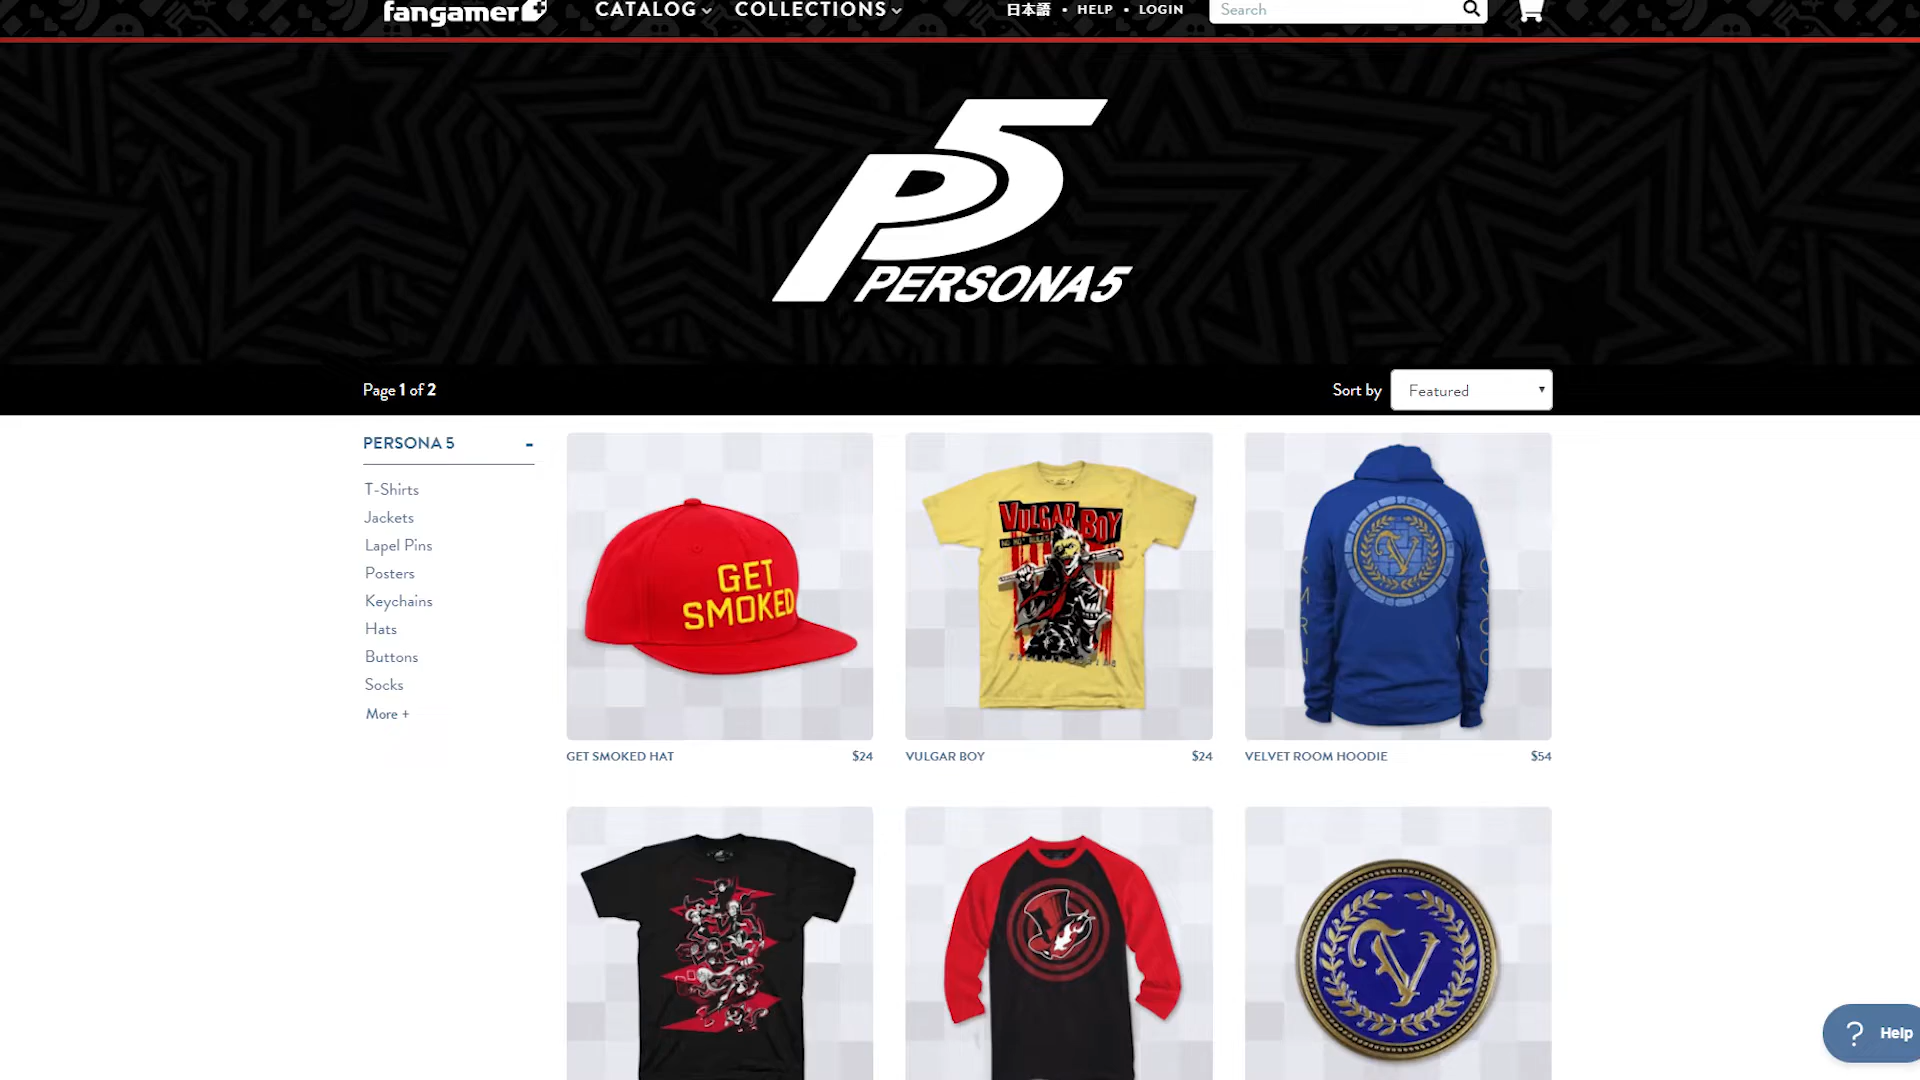 fangamer
CATALOG
COLLECTIONS
日本語 • HELP • LOGIN
Search
P5
PERSONA5
Page 1 of 2
Sort by
Featured
PERSONA 5 -
T-Shirts
Jackets
Lapel Pins
Posters
Keychains
Hats
Buttons
Socks
More +
GET
SMOKED
VULGAR BOY
V
GET SMOKED HAT $24
VULGAR BOY $24
VELVET ROOM HOODIE $54
V
? Help